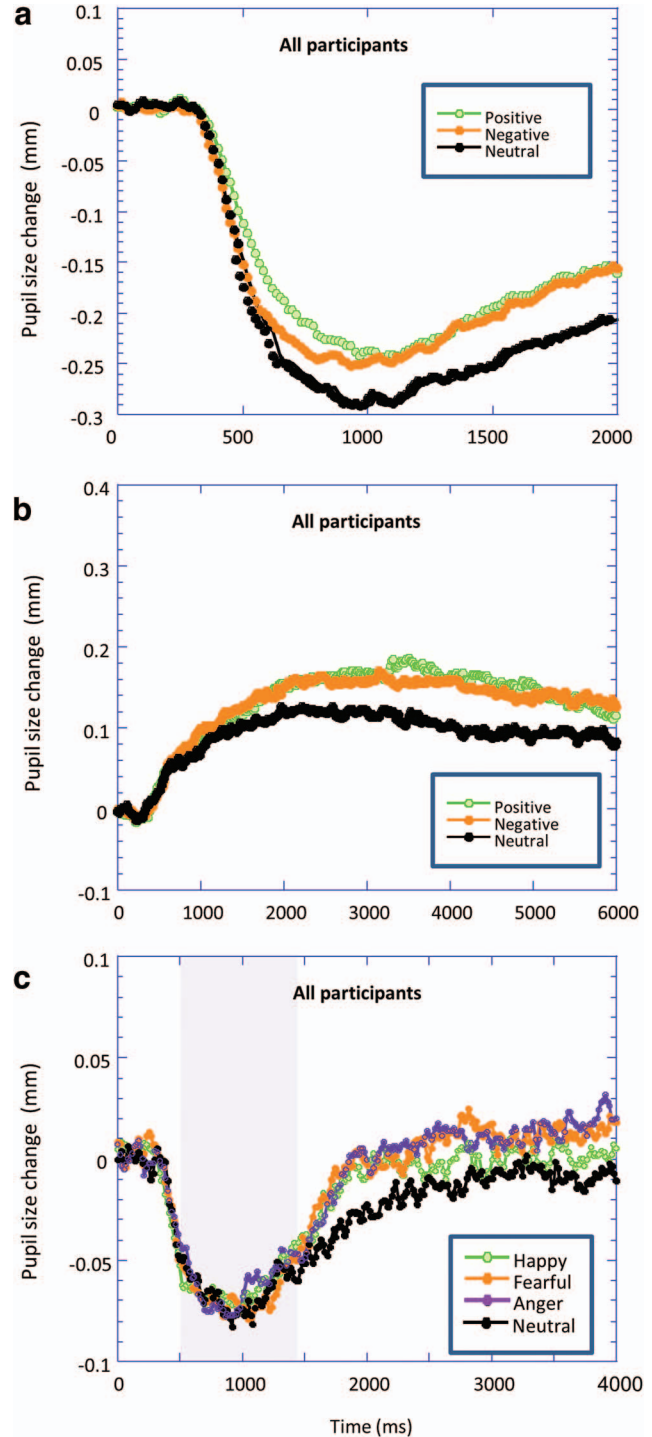 a
0.1
0.05
0
-0.05
-0.1
-0.15
-0.2
-0.25
-0.3
Pupil size change (mm)
All participants
Positive
Negative
Neutral
0 500 1000 1500 2000
b
0.4
0.3
0.2
0.1
0
-0.1
Pupil size change (mm)
All participants
Positive
Negative
Neutral
0 1000 2000 3000 4000 5000 6000
c
0.1
0.05
0
-0.05
-0.1
Pupil size change (mm)
All participants
Happy
Fearful
Anger
Neutral
0 1000 2000 3000 4000
Time (ms)